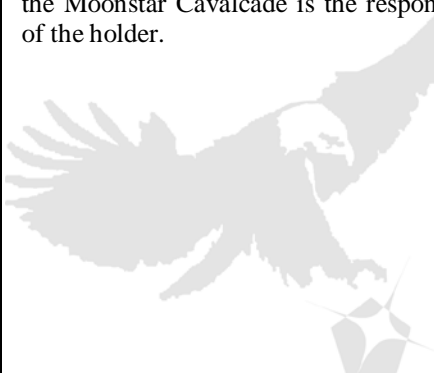 the Moonstar Cavalcade is the respon
of the holder.